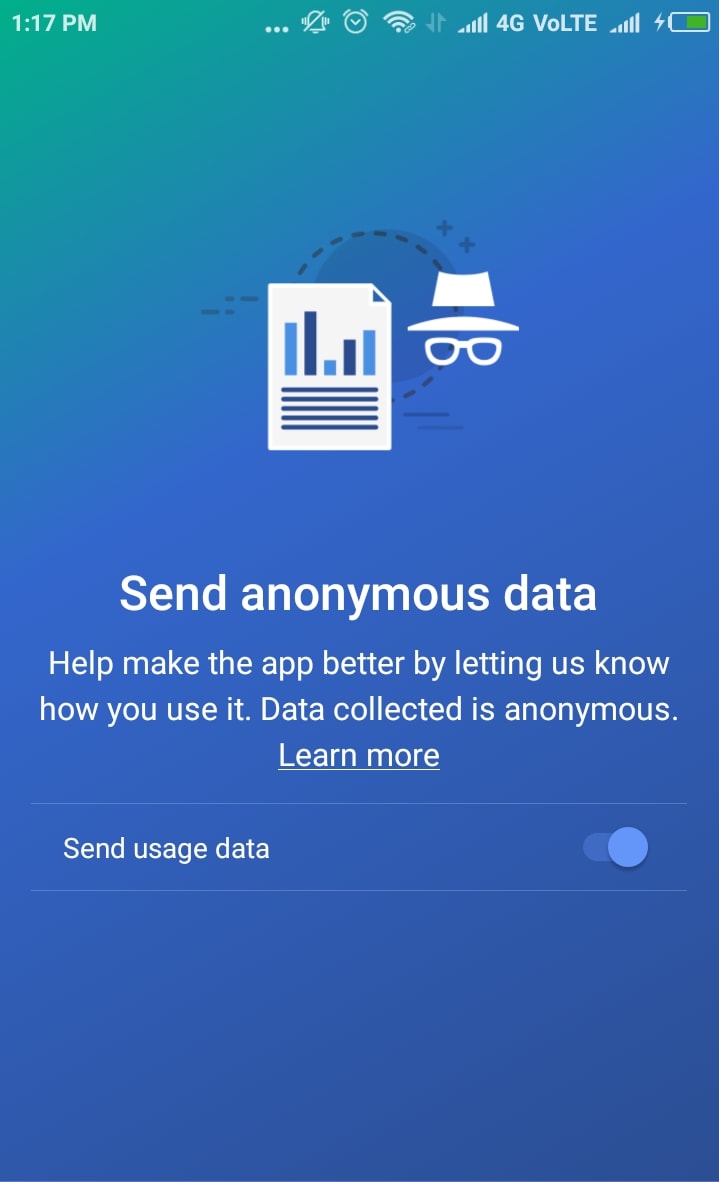 1:17 PM
4G VoLTE
Send anonymous data
Help make the app better by letting us know
how you use it. Data collected is anonymous.
Learn more
Send usage data